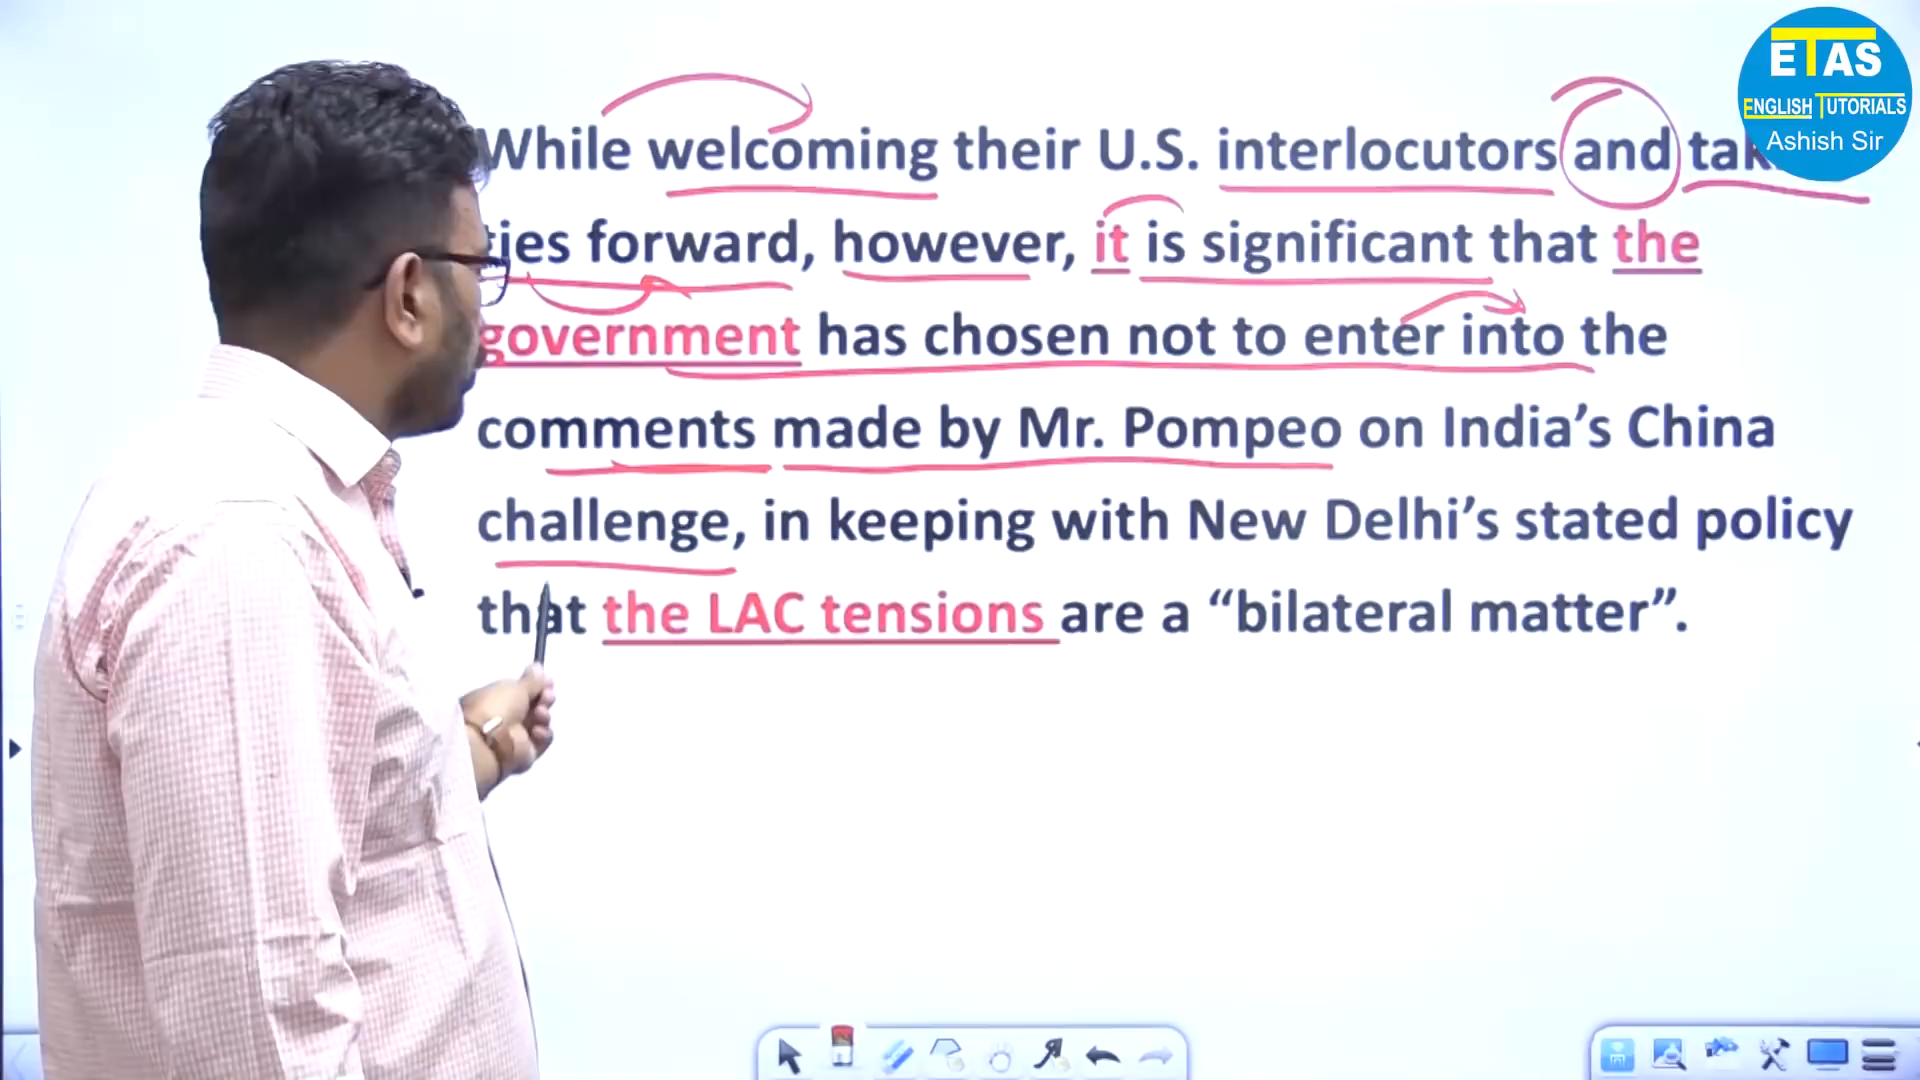 ETAS
ENGLISH TUTORIALS
Ashish Sir
While welcoming their U.S. interlocutors and
ties forward, however, it is significant that the
government has chosen not to enter into the
comments made by Mr. Pompeo on India's China
challenge, in keeping with New Delhi's stated policy
that the LAC tensions are a “bilateral matter”.